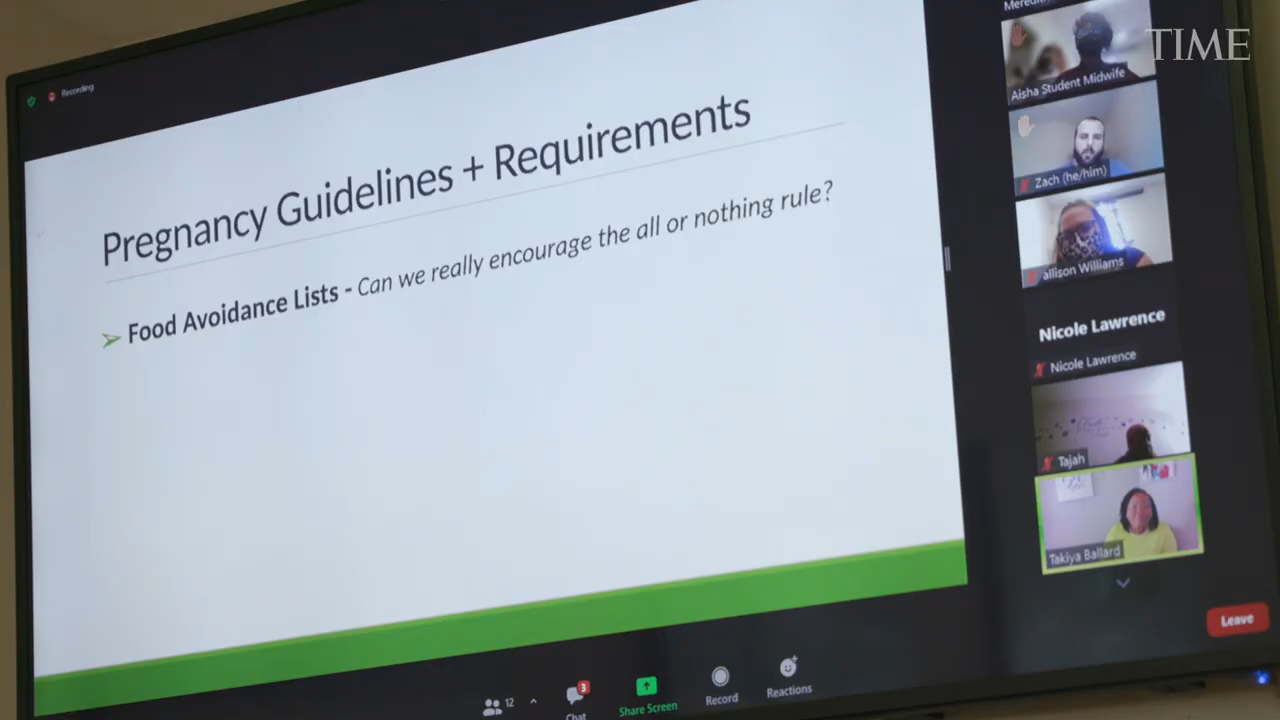 Recording
Pregnancy Guidelines + Requirements
Food Avoidance Lists - Can we really encourage the all or nothing rule?
TIME
Aisha Student Midwife
Zach (he/him)
allison Williams
Nicole Lawrence
Nicole Lawrence
Tajah
Takiya Ballard
12
3
Chat
Share Screen
Record
Reactions
Leave